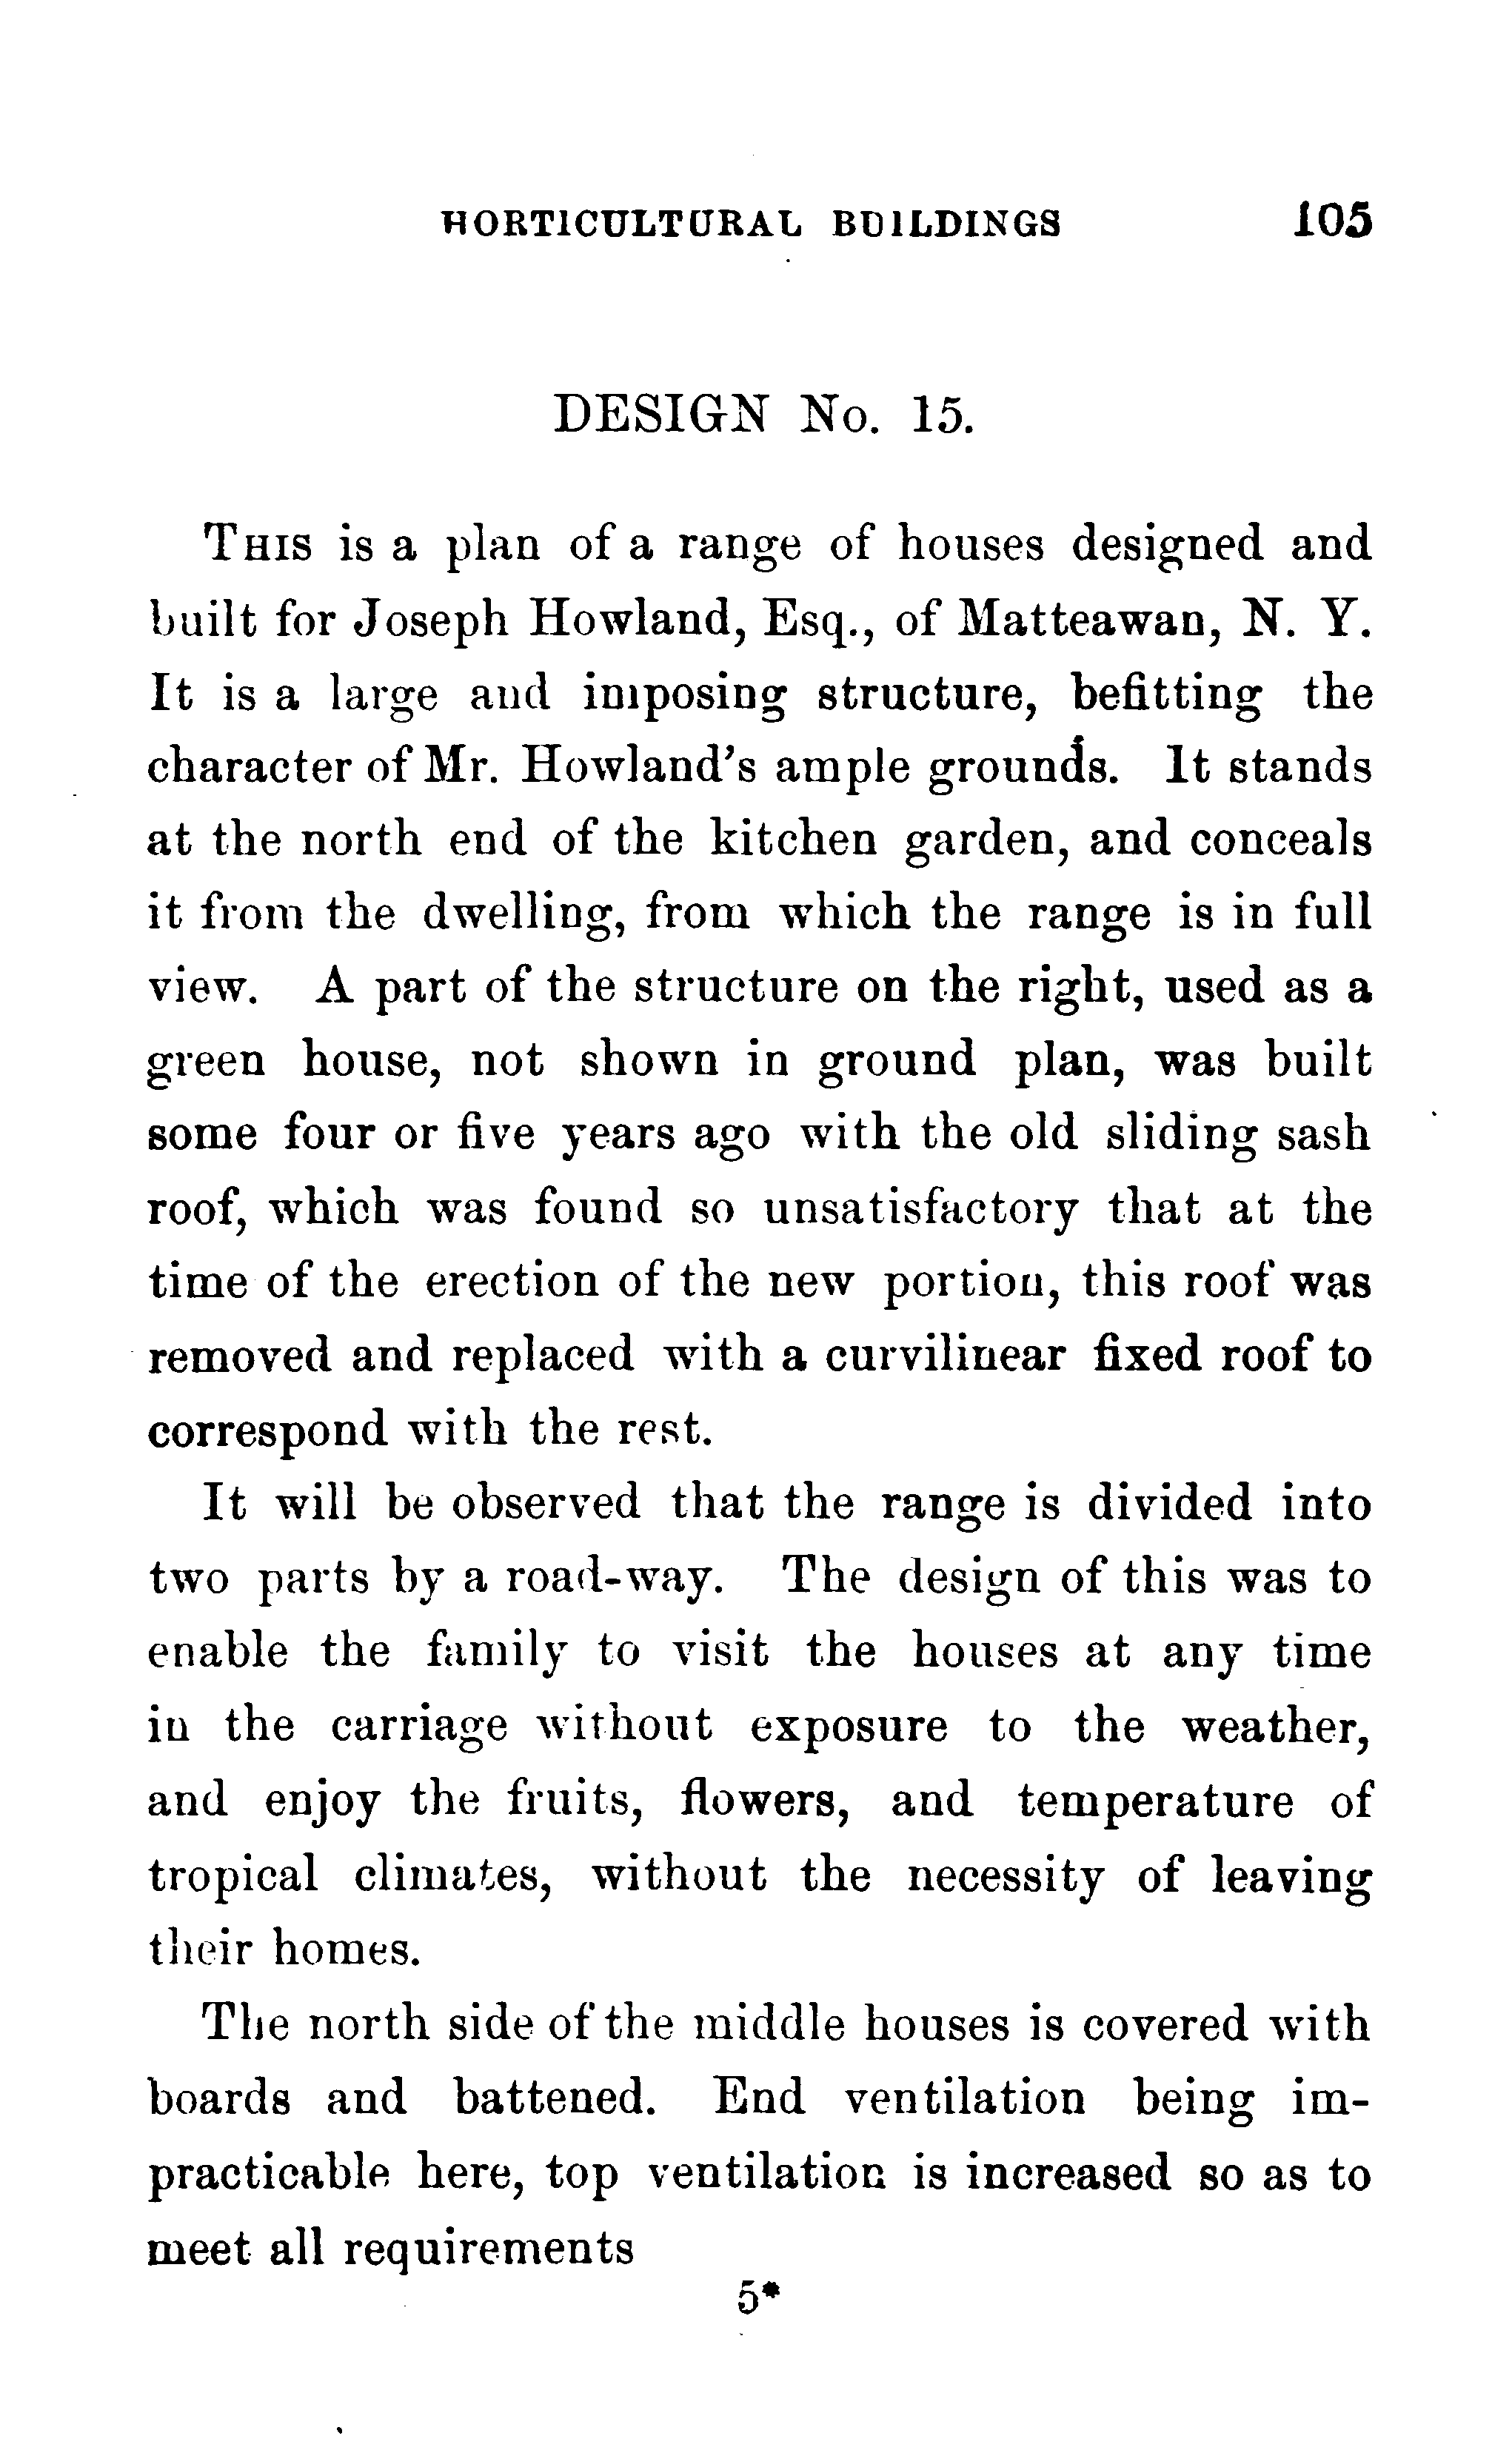 HORTICULTURAL BUILDINGS 105
DESIGN No. 15.
THIS is a plan of a range of houses designed and
built for Joseph Howland, Esq., of Matteawan, N. Y.
It is a large and imposing structure, befitting the
character of Mr. Howland's ample grounds. It stands
at the north end of the kitchen garden, and conceals
it from the dwelling, from which the range is in full
view. A part of the structure on the right, used as a
green house, not shown in ground plan, was built
some four or five years ago with the old sliding sash
roof, which was found so unsatisfactory that at the
time of the erection of the new portion, this roof was
removed and replaced with a curvilinear fixed roof to
correspond with the rest.
It will be observed that the range is divided into
two parts by a road-way. The design of this was to
enable the family to visit the houses at any time
in the carriage without exposure to the weather,
and enjoy the fruits, flowers, and temperature of
tropical climates, without the necessity of leaving
their homes.
The north side of the middle houses is covered with
boards and battened. End ventilation being im-
practicable here, top ventilation is increased so as to
meet all requirements
5*